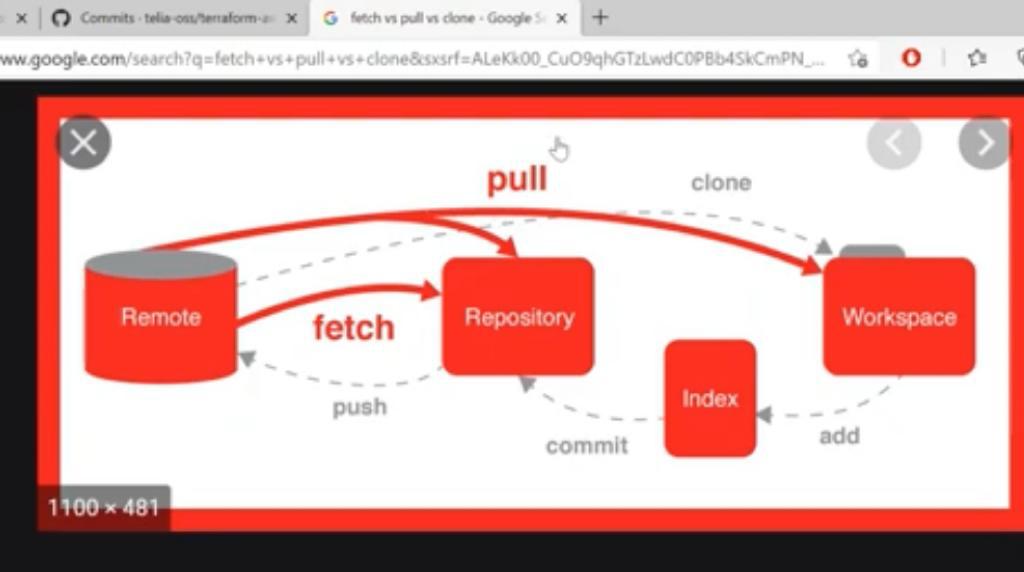 Commits · telia-oss/terraform-a
fetch vs pull vs clone - Google S
ww.google.com/search?q=fetch+vs+pull+vs+clone&sxsrf=ALeKk00_CuO9qhGTzLwdC0PBb4SkCmPN_...
pull
clone
Remote
Repository
Workspace
fetch
Index
push
commit
add
1100 × 481